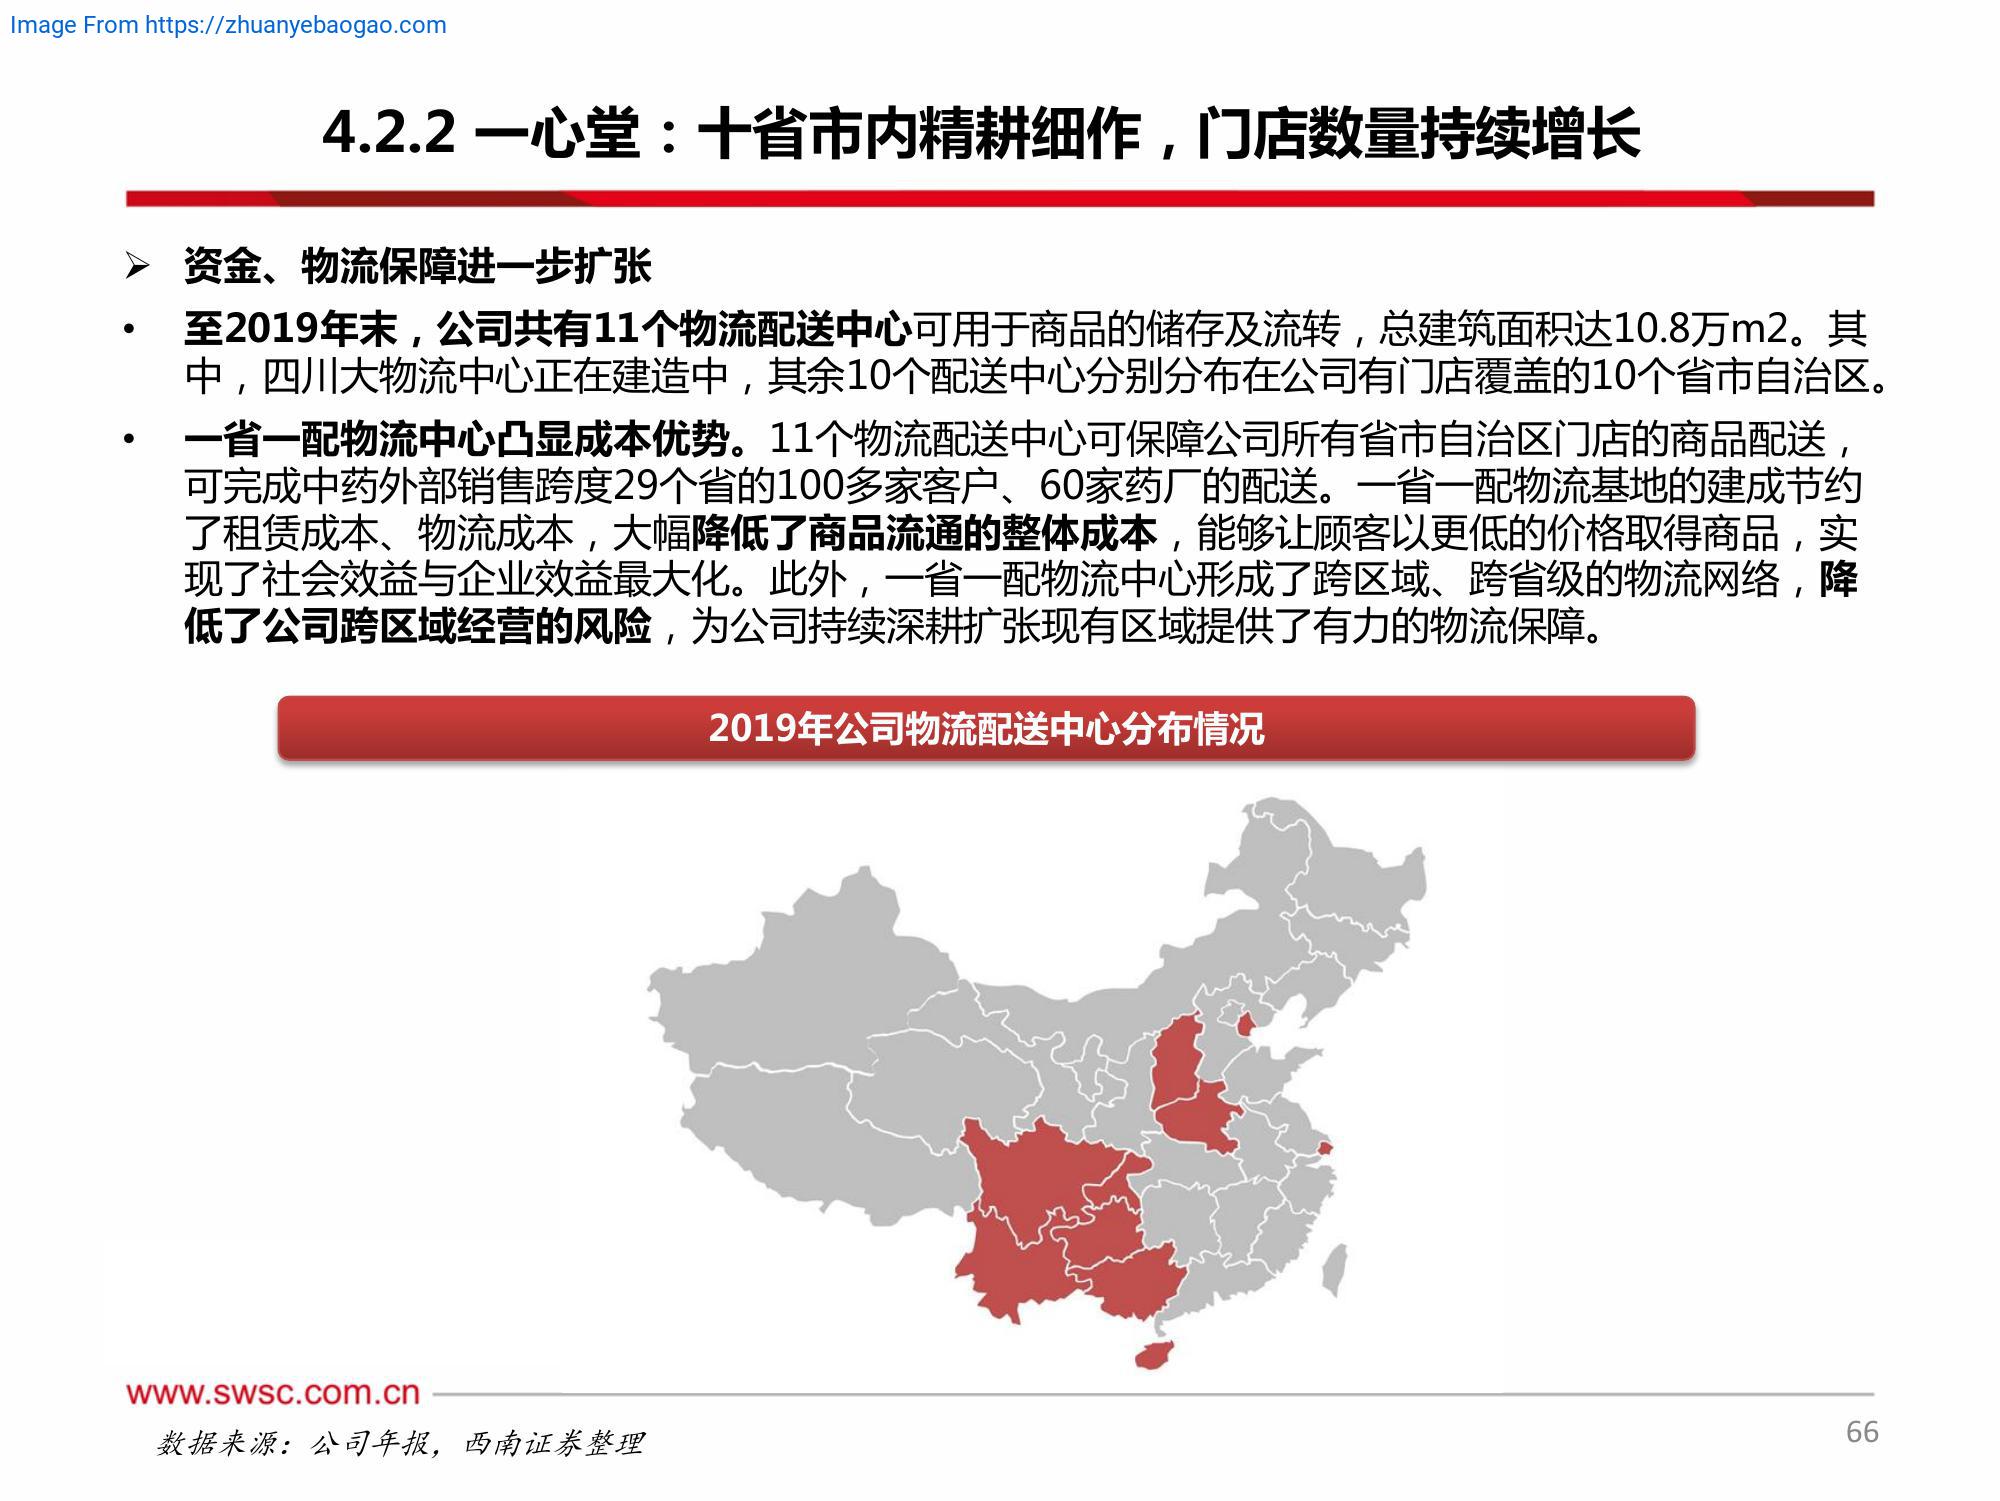 Image From https://zhuanyebaogao.com
4.2.2 一心堂：十省市内精耕细作，门店数量持续增长
➢ 资金、物流保障进一步扩张
• 至2019年末，公司共有11个物流配送中心可用于商品的储存及流转，总建筑面积达10.8万m2。其
中，四川大物流中心正在建造中，其余10个配送中心分别分布在公司有门店覆盖的10个省市自治区。
• 一省一配物流中心凸显成本优势。11个物流配送中心可保障公司所有省市自治区门店的商品配送，
可完成中药外部销售跨度29个省的100多家客户、60家药厂的配送。一省一配物流基地的建成节约
了租赁成本、物流成本，大幅降低了商品流通的整体成本，能够让顾客以更低的价格取得商品，实
现了社会效益与企业效益最大化。此外，一省一配物流中心形成了跨区域、跨省级的物流网络，降
低了公司跨区域经营的风险，为公司持续深耕扩张现有区域提供了有力的物流保障。
2019年公司物流配送中心分布情况
www.swsc.com.cn
数据来源：公司年报，西南证券整理
66